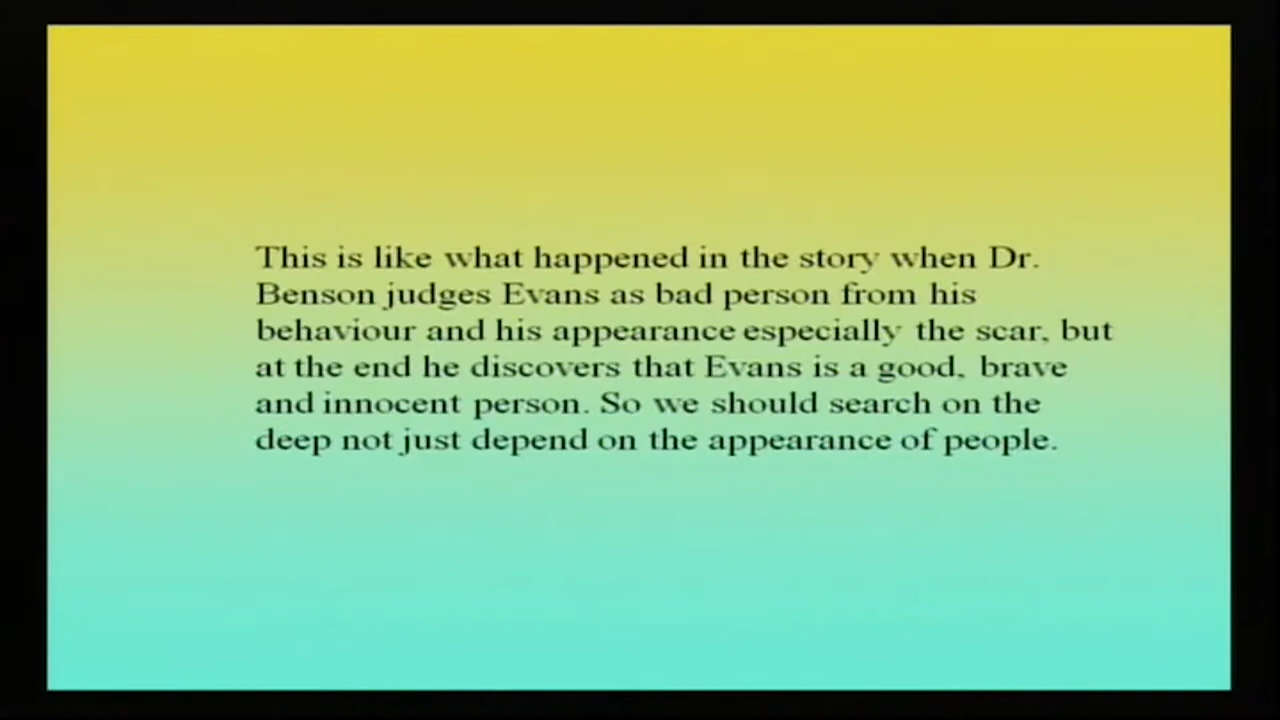 This is like what happened in the story when Dr.
Benson judges Evans as bad person from his
behaviour and his appearance especially the scar, but
at the end he discovers that Evans is a good, brave
and innocent person. So we should search on the
deep not just depend on the appearance of people.